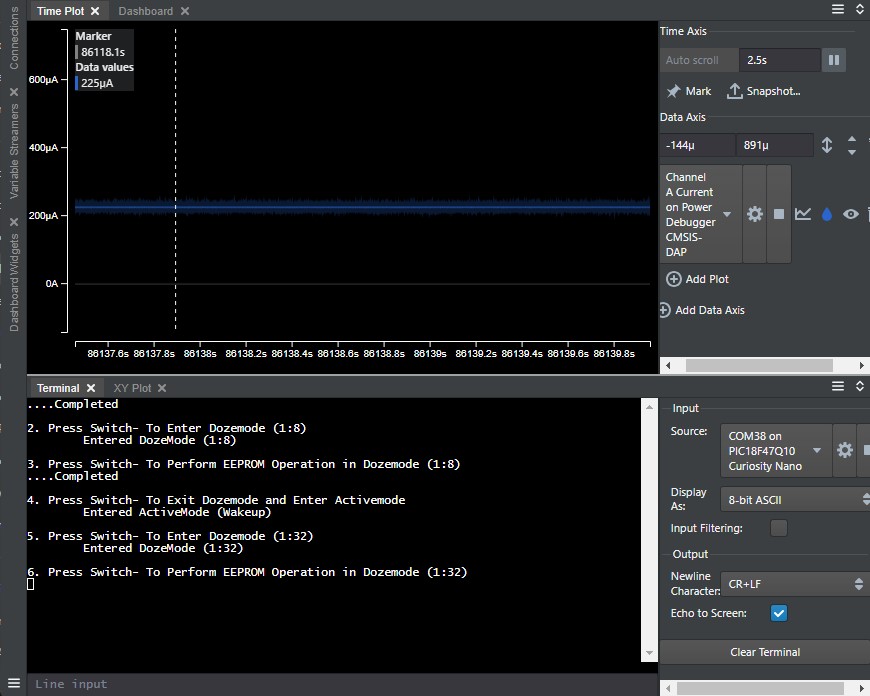 Connections
Variable Streamers
Dashboard Widgets
Time Plot
Dashboard
Marker
86118.1s
Data values
225µA
600µA
400µA
200µA
0A
86137.6s 86137.8s 86138s 86138.2s 86138.4s 86138.6s 86138.8s 86139s 86139.2s 86139.4s 86139.6s 86139.8s
Time Axis
Auto scroll 2.5s
Mark Snapshot...
Data Axis
-144µ 891µ
Channel
A Current
on Power
Debugger
CMSIS-
DAP
Add Plot
Add Data Axis
Terminal XY Plot
....Completed
2. Press Switch- To Enter Dozemode (1:8)
Entered DozeMode (1:8)
3. Press Switch- To Perform EEPROM Operation in Dozemode (1:8)
....Completed
4. Press Switch- To Exit Dozemode and Enter Activemode
Entered ActiveMode (Wakeup)
5. Press Switch- To Enter Dozemode (1:32)
Entered DozeMode (1:32)
6. Press Switch- To Perform EEPROM Operation in Dozemode (1:32)
Line input
Input
Source:
COM38 on
PIC18F47Q10
Curiosity Nano
Display
As:
8-bit ASCII
Input Filtering:
Output
Newline
Character:
CR+LF
Echo to Screen:
Clear Terminal